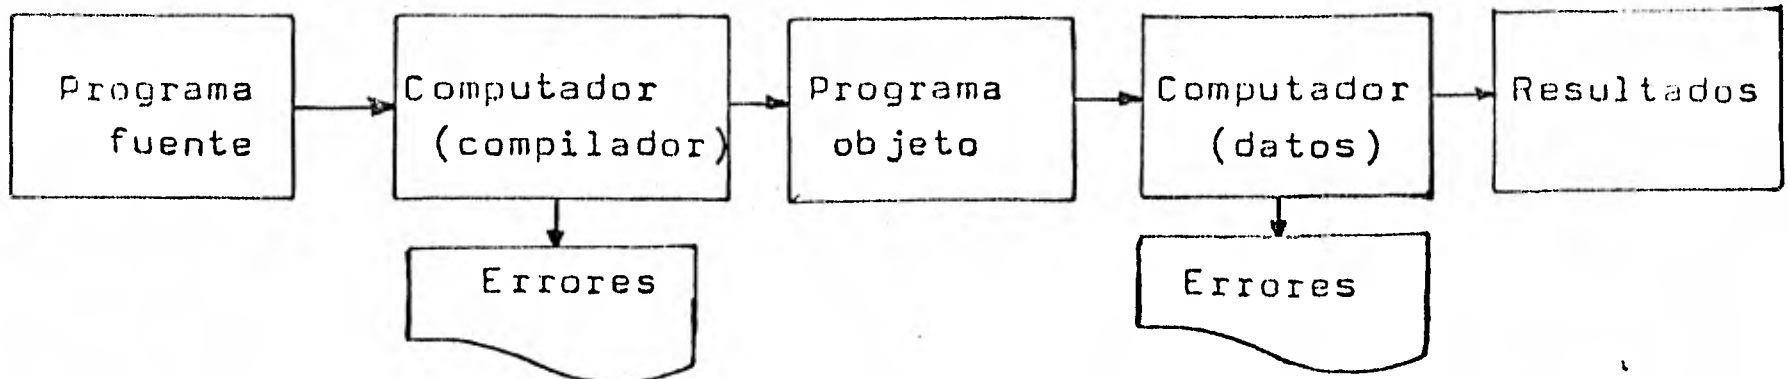 Programa
fuente
Computador
(compilador)
Programa
objeto
Computador
(datos)
Resultados
Errores
Errores